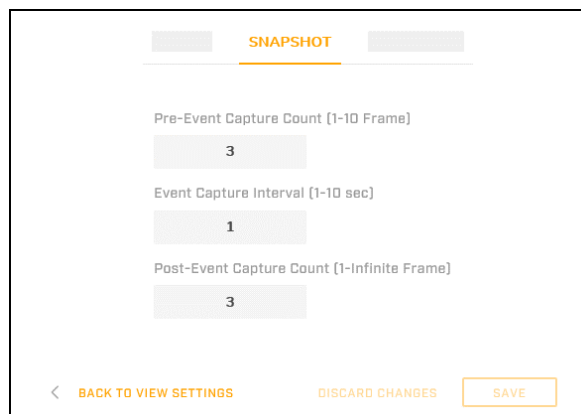 SNAPSHOT
Pre-Event Capture Count (1-10 Frame)
3
Event Capture Interval (1-10 sec)
1
Post-Event Capture Count (1-Infinite Frame)
3
BACK TO VIEW SETTINGS DISCARD CHANGES SAVE